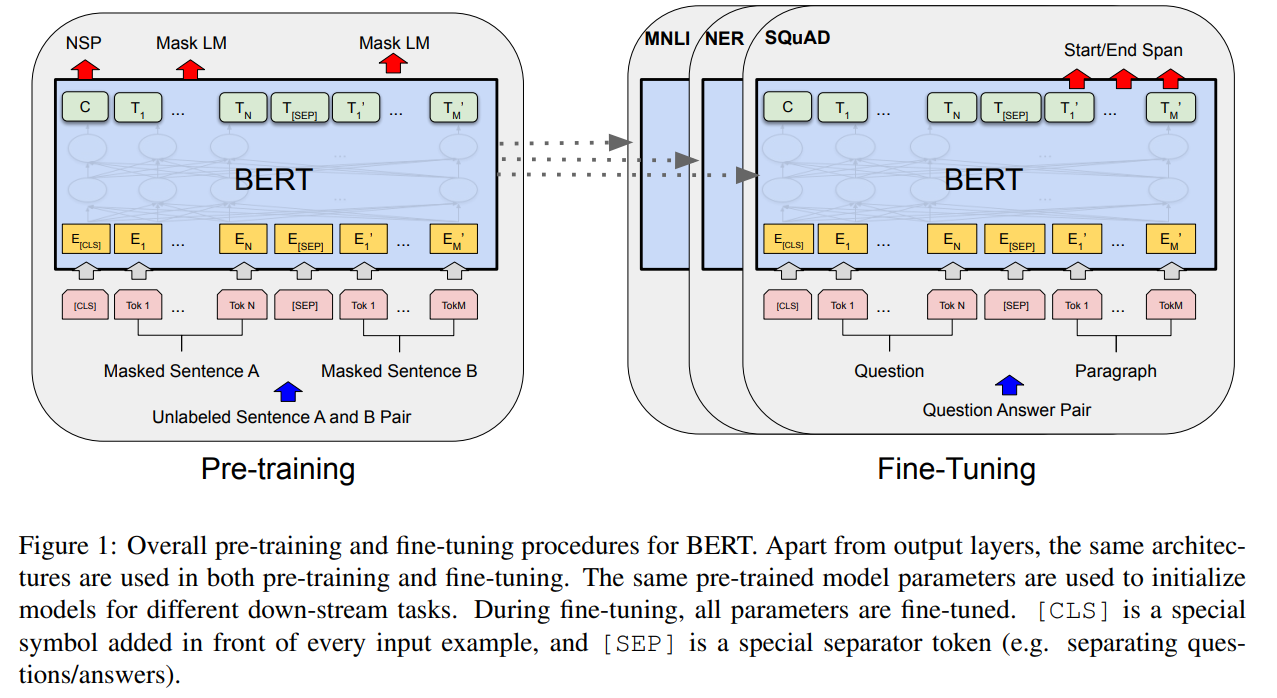 NSP Mask LM Mask LM
C T1 ... TN T[SEP] T1' ... TM'
BERT
E[CLS] E1 ... EN E[SEP] E1' ... EM'
[CLS] Tok 1 ... Tok N [SEP] Tok 1 ... TokM
Masked Sentence A Masked Sentence B
Unlabeled Sentence A and B Pair
Pre-training
MNLI NER SQuAD
Start/End Span
C T1 ... TN T[SEP] T1' ... TM'
BERT
E[CLS] E1 ... EN E[SEP] E1' ... EM'
[CLS] Tok 1 ... Tok N [SEP] Tok 1 ... TokM
Question Paragraph
Question Answer Pair
Fine-Tuning
Figure 1: Overall pre-training and fine-tuning procedures for BERT. Apart from output layers, the same architec-
tures are used in both pre-training and fine-tuning. The same pre-trained model parameters are used to initialize
models for different down-stream tasks. During fine-tuning, all parameters are fine-tuned. [CLS] is a special
symbol added in front of every input example, and [SEP] is a special separator token (e.g. separating ques-
tions/answers).